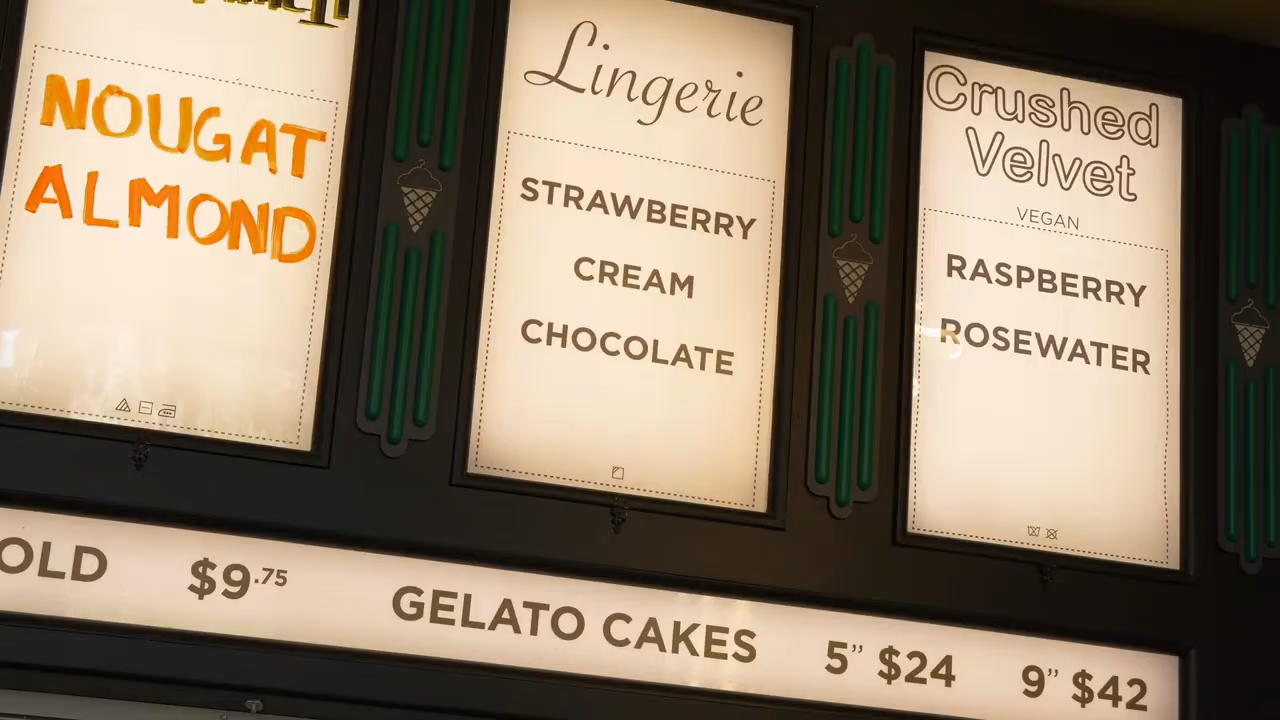 NOUGAT
ALMOND
Lingerie
STRAWBERRY
CREAM
CHOCOLATE
Crushed
Velvet
VEGAN
RASPBERRY
ROSEWATER
OLD $9.75 GELATO CAKES 5” $24 9” $42